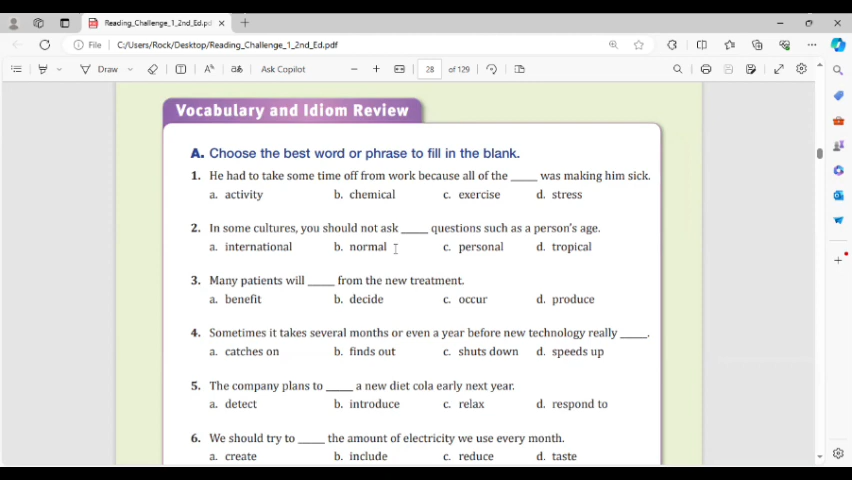 Reading_Challenge_1_2nd_Ed.pdf
File C:/Users/Rock/Desktop/Reading_Challenge_1_2nd_Ed.pdf
Draw Ask Copilot 28 of 129
Vocabulary and Idiom Review
A. Choose the best word or phrase to fill in the blank.
1. He had to take some time off from work because all of the _____ was making him sick.
a. activity b. chemical c. exercise d. stress
2. In some cultures, you should not ask _____ questions such as a person's age.
a. international b. normal c. personal d. tropical
3. Many patients will _____ from the new treatment.
a. benefit b. decide c. occur d. produce
4. Sometimes it takes several months or even a year before new technology really _____.
a. catches on b. finds out c. shuts down d. speeds up
5. The company plans to _____ a new diet cola early next year.
a. detect b. introduce c. relax d. respond to
6. We should try to _____ the amount of electricity we use every month.
a. create b. include c. reduce d. taste